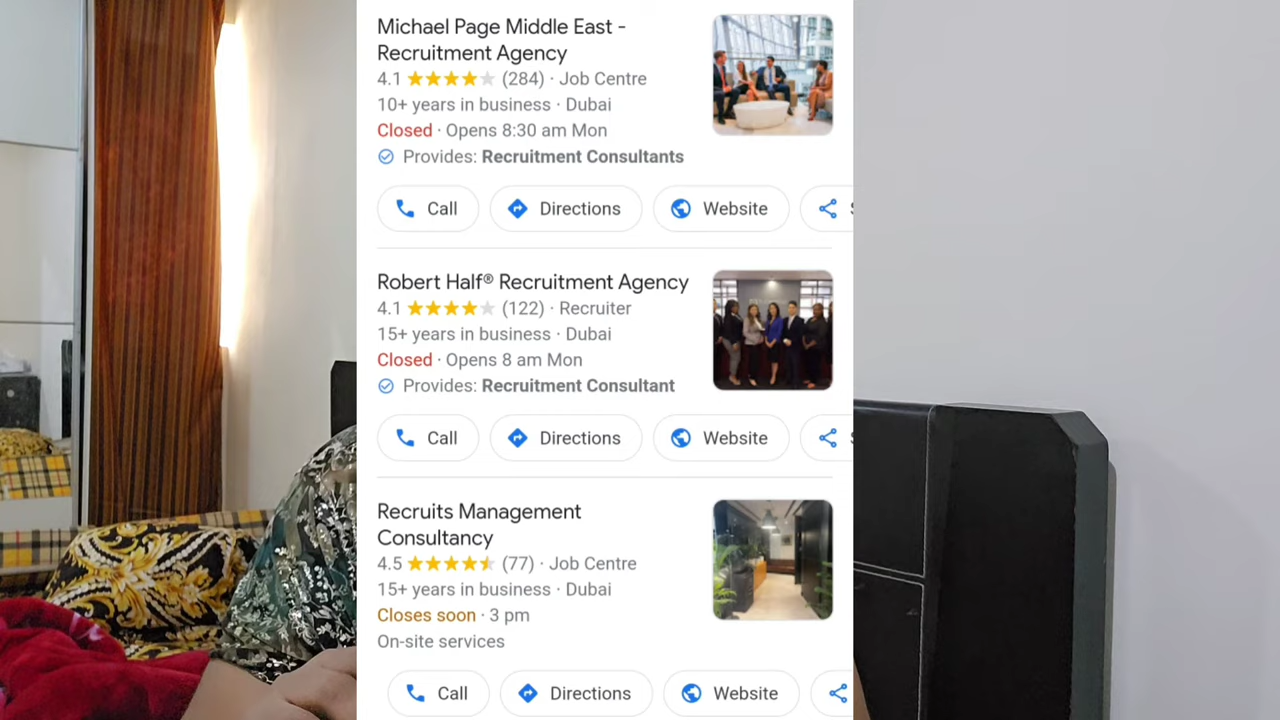 Michael Page Middle East -
Recruitment Agency
4.1 ★★★★★ (284) · Job Centre
10+ years in business · Dubai
Closed · Opens 8:30 am Mon
Provides: Recruitment Consultants
Call Directions Website
Robert Half® Recruitment Agency
4.1 ★★★★★ (122) · Recruiter
15+ years in business · Dubai
Closed · Opens 8 am Mon
Provides: Recruitment Consultant
Call Directions Website
Recruits Management
Consultancy
4.5 ★★★★★ (77) · Job Centre
15+ years in business · Dubai
Closes soon · 3 pm
On-site services
Call Directions Website